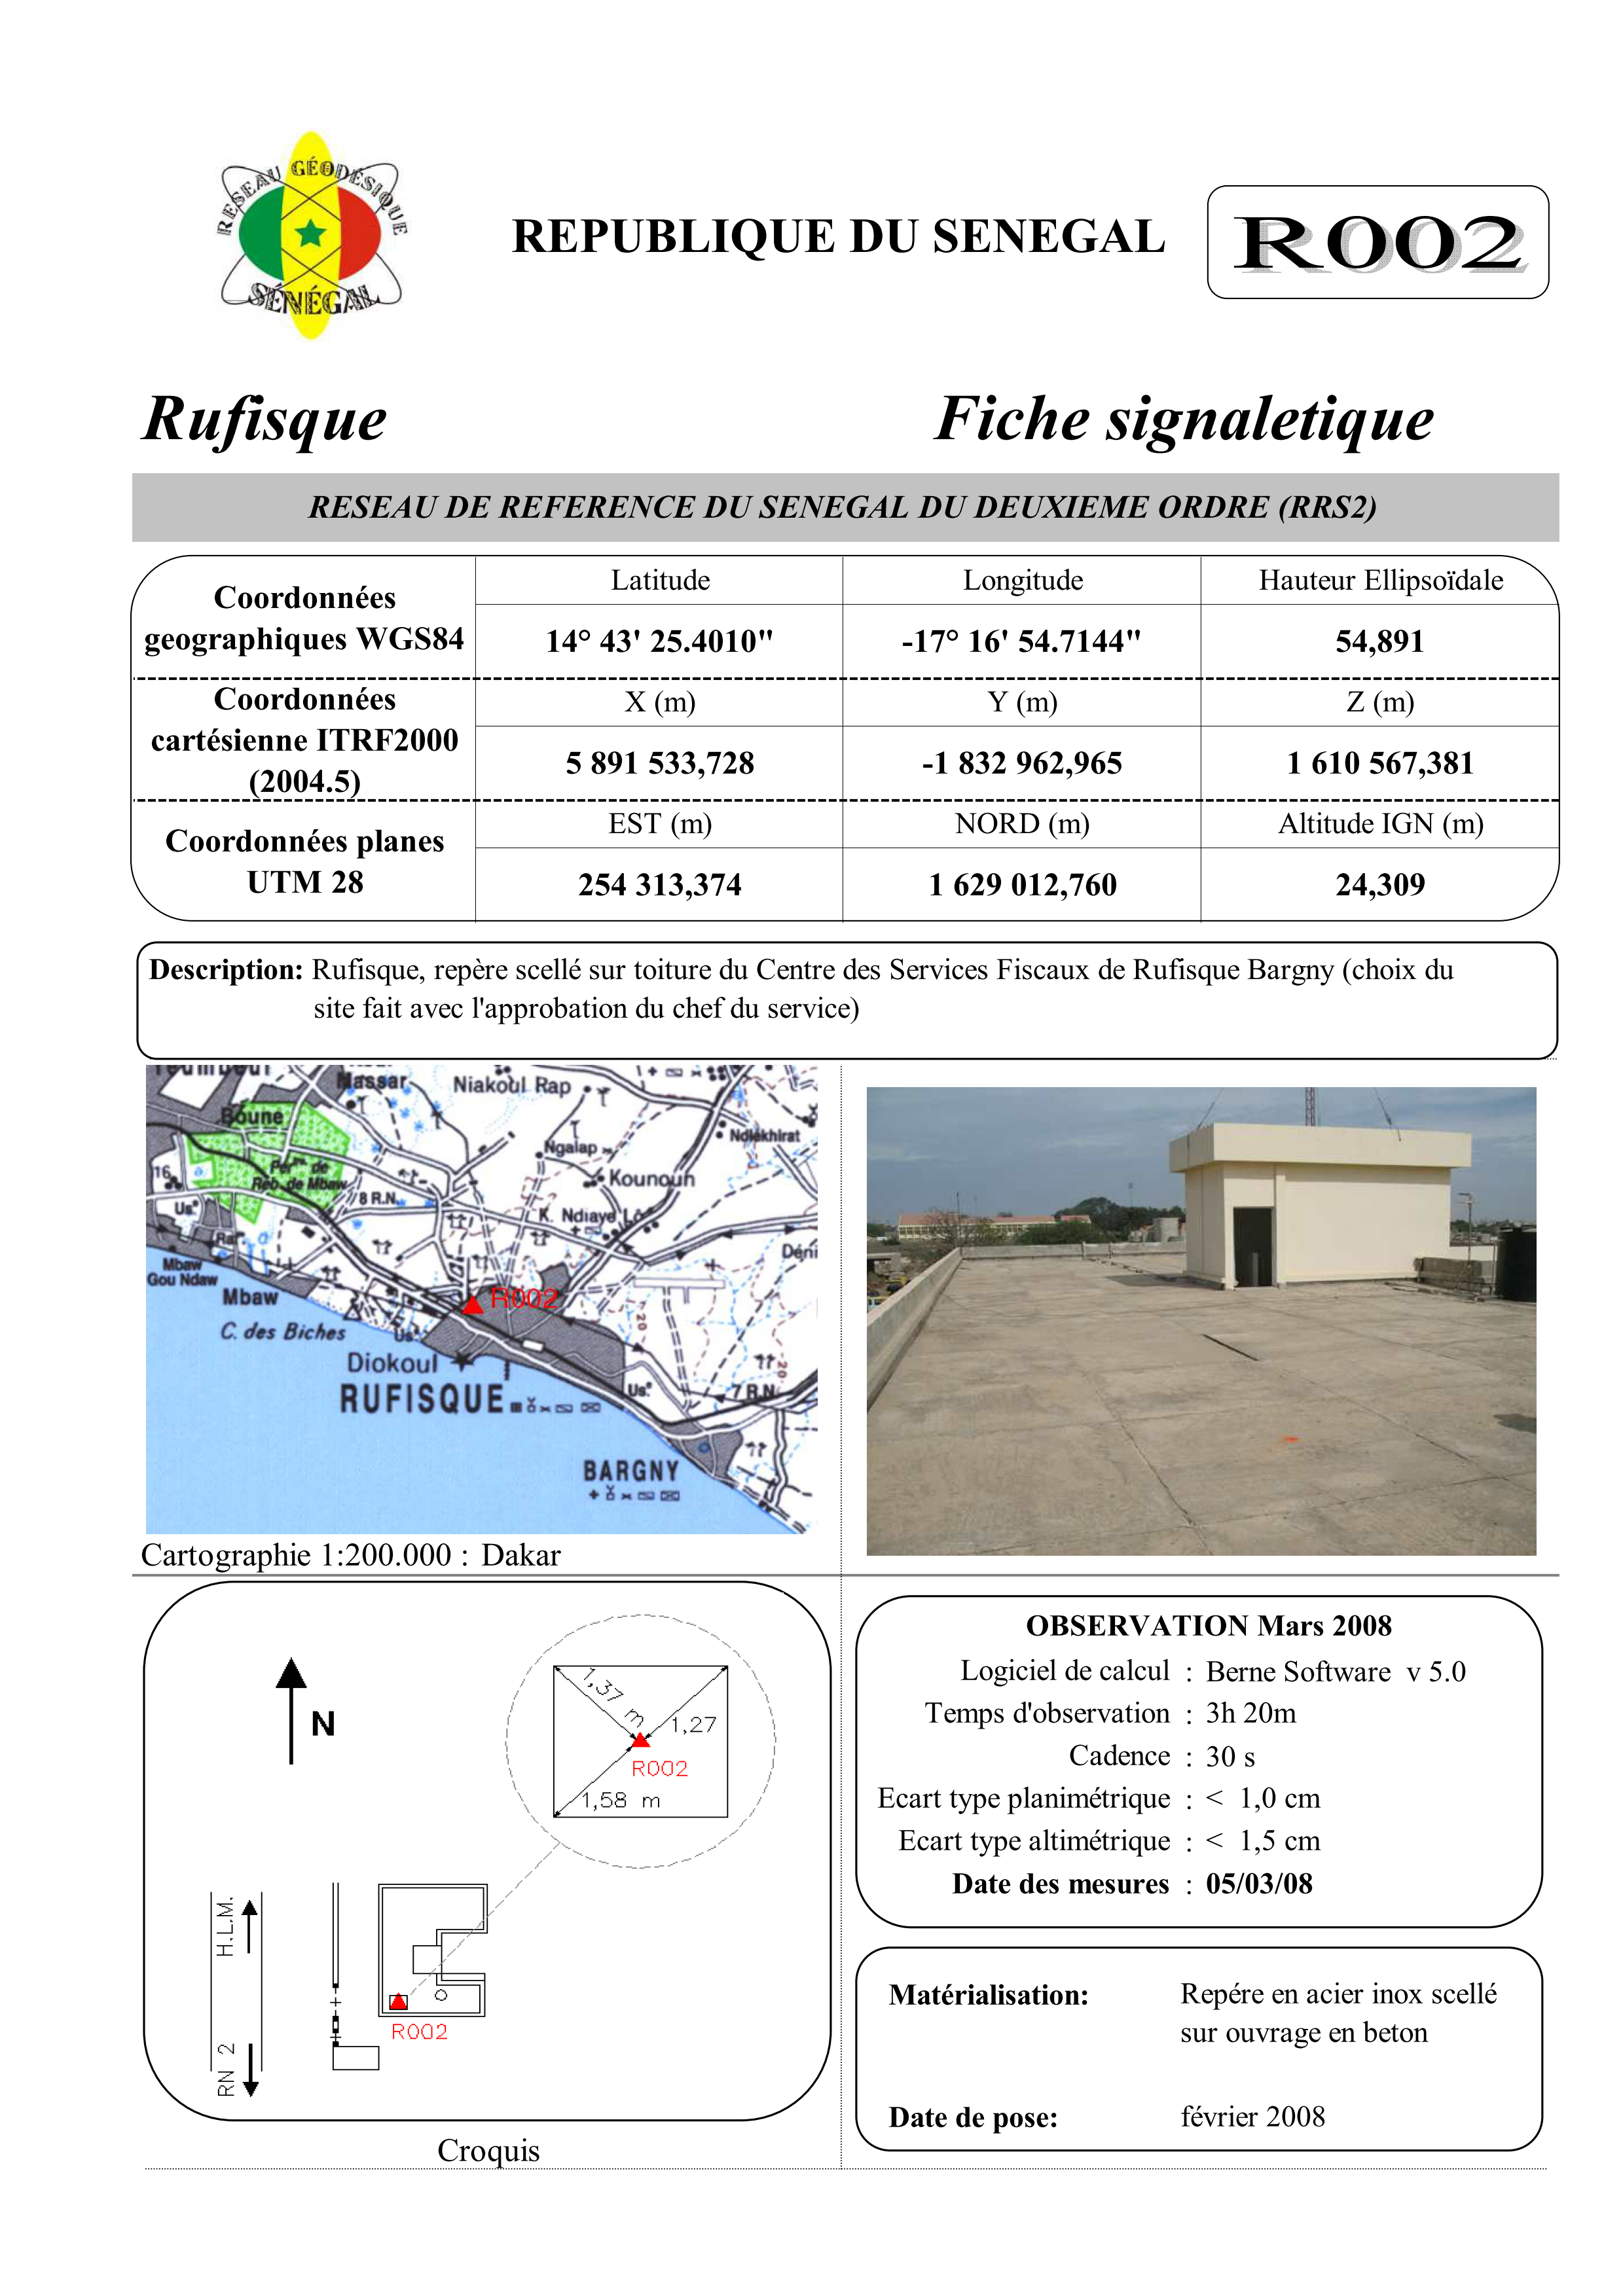 RESEAU GÉODÉSIQUE
SÉNÉGAL
REPUBLIQUE DU SENEGAL
R002
Rufisque
Fiche signaletique
RESEAU DE REFERENCE DU SENEGAL DU DEUXIEME ORDRE (RRS2)
Coordonnées
geographiques WGS84
Latitude
Longitude
Hauteur Ellipsoïdale
14° 43' 25.4010"
-17° 16' 54.7144"
54,891
Coordonnées
cartésienne ITRF2000
(2004.5)
X (m)
Y (m)
Z (m)
5 891 533,728
-1 832 962,965
1 610 567,381
Coordonnées planes
UTM 28
EST (m)
NORD (m)
Altitude IGN (m)
254 313,374
1 629 012,760
24,309
Description: Rufisque, repère scellé sur toiture du Centre des Services Fiscaux de Rufisque Bargny (choix du
site fait avec l'approbation du chef du service)
Massar
Niakoul Rap
Boune
Ndiékhirat
Ngalap
Kounoun
de Mbaw
16
8 R.N.
Us.
K. Ndiaye Lô
Déni
Mbaw
Gou Ndaw
Mbaw
R002
C. des Biches
Us.
20
Diokoul
RUFISQUE
Us.
7 R.N.
20
BARGNY
Cartographie 1:200.000 : Dakar
N
1,37 m
1,27
R002
1,58 m
H.L.M.
RN 2
R002
Croquis
OBSERVATION Mars 2008
Logiciel de calcul : Berne Software v 5.0
Temps d'observation : 3h 20m
Cadence : 30 s
Ecart type planimétrique : < 1,0 cm
Ecart type altimétrique : < 1,5 cm
Date des mesures : 05/03/08
Matérialisation: Repére en acier inox scellé
sur ouvrage en beton
Date de pose: février 2008